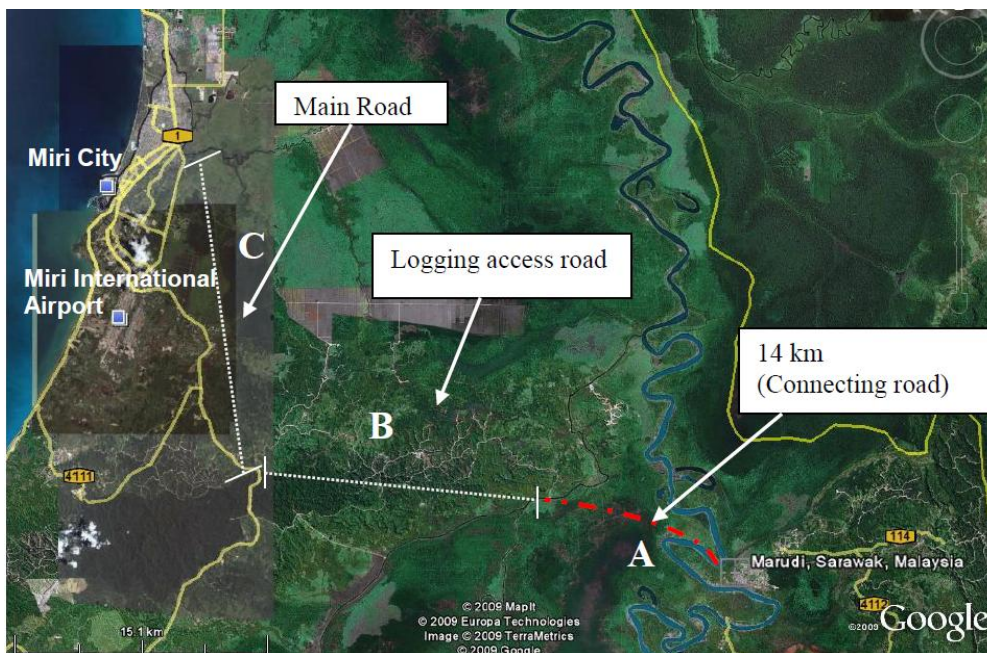 Main Road
1
Miri City
C
Logging access road
Miri International
Airport
14 km
(Connecting road)
B
4111
A
114
Marudi, Sarawak, Malaysia
4112
© 2009 MapIt
© 2009 Europa Technologies
Image © 2009 TerraMetrics
© 2009 Google
15.1 km
©2009 Google